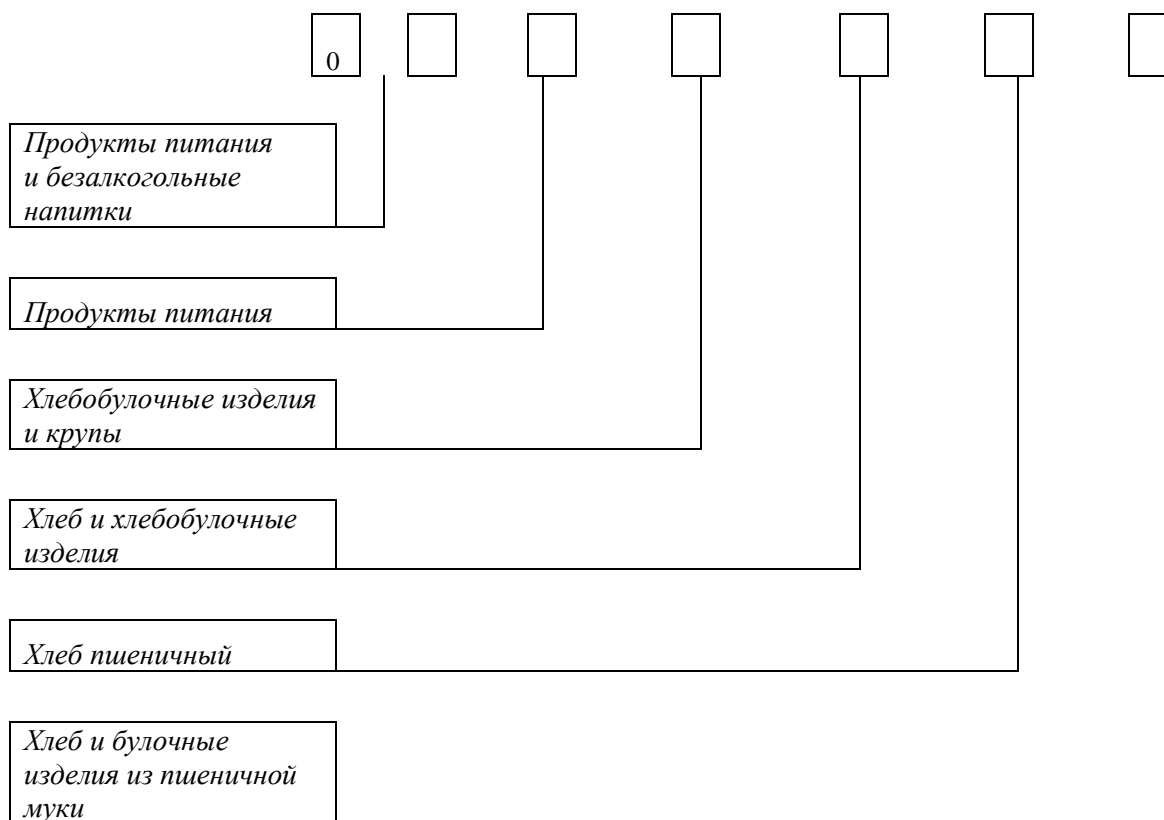 0
Продукты питания
и безалкогольные
напитки
Продукты питания
Хлебобулочные изделия
и крупы
Хлеб и хлебобулочные
изделия
Хлеб пшеничный
Хлеб и булочные
изделия из пшеничной
муки